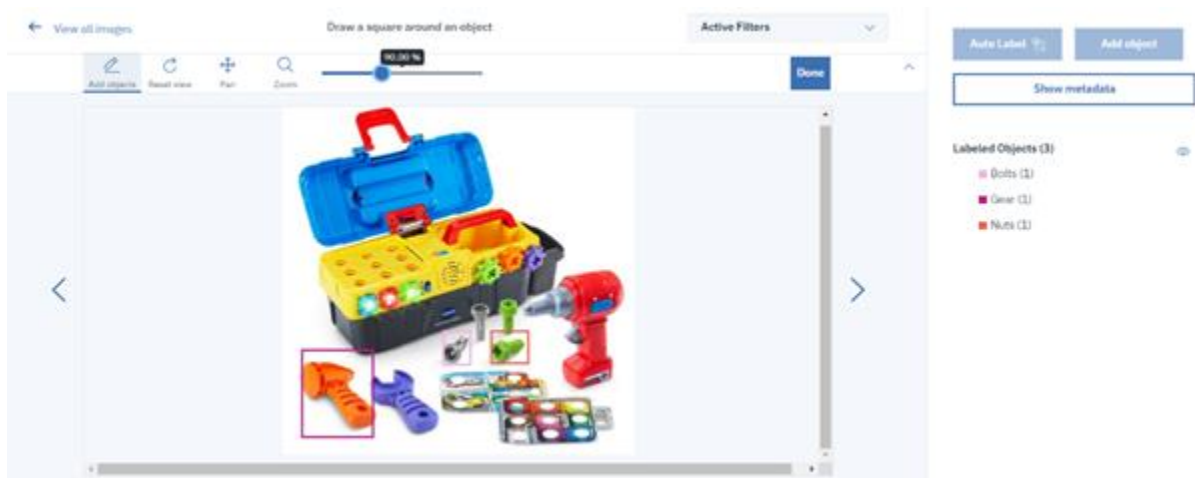 View all images
Draw a square around an object
Active Filters
Auto Label
Add object
90.00 %
Add objects
Reset view
Pan
Zoom
Done
Show metadata
Labeled Objects (3)
Bolts (1)
Gear (1)
Nuts (1)